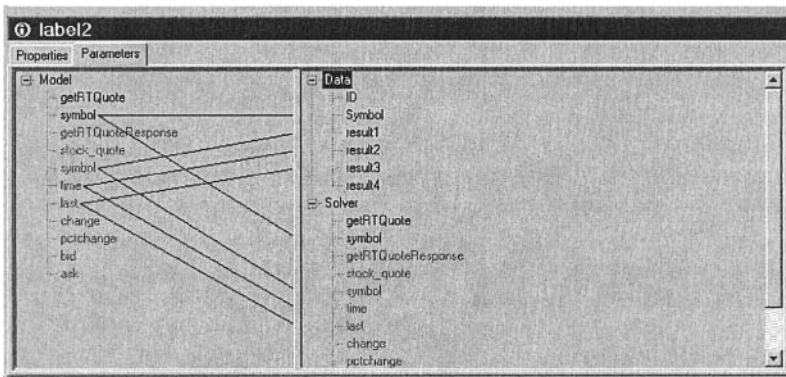 label2
Properties Parameters
Model
getRTQuote
symbol
getRTQuoteResponse
stock_quote
symbol
time
last
change
pctchange
bid
ask
Data
ID
Symbol
result1
result2
result3
result4
Solver
getRTQuote
symbol
getRTQuoteResponse
stock_quote
symbol
time
last
change
pctchange